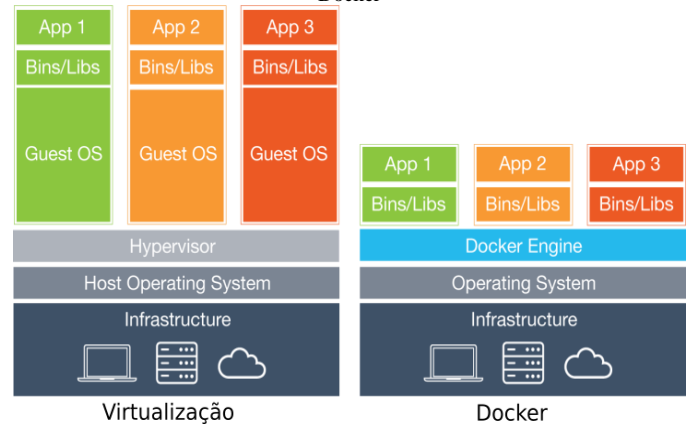 Docker
App 1
App 2
App 3
Bins/Libs
Bins/Libs
Bins/Libs
Guest OS
Guest OS
Guest OS
Hypervisor
Host Operating System
Infrastructure
Virtualização
App 1
App 2
App 3
Bins/Libs
Bins/Libs
Bins/Libs
Docker Engine
Operating System
Infrastructure
Docker